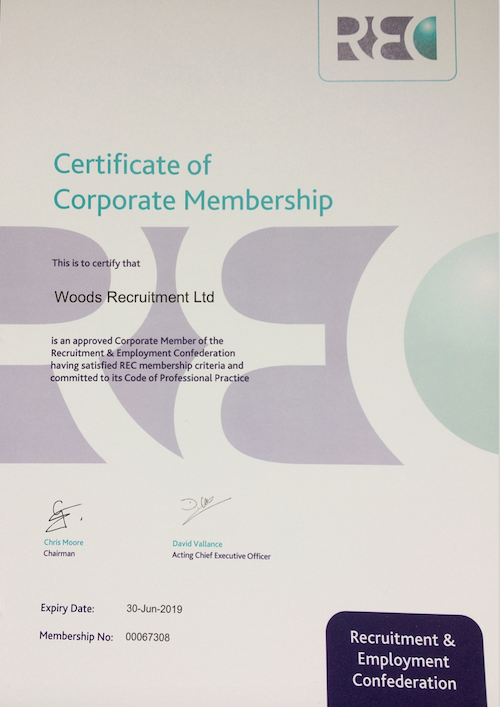 REC
Certificate of
Corporate Membership
This is to certify that
Woods Recruitment Ltd
is an approved Corporate Member of the
Recruitment & Employment Confederation
having satisfied REC membership criteria and
committed to its Code of Professional Practice
Chris Moore
Chairman
David Vallance
Acting Chief Executive Officer
Expiry Date: 30-Jun-2019
Membership No: 00067308
Recruitment &
Employment
Confederation